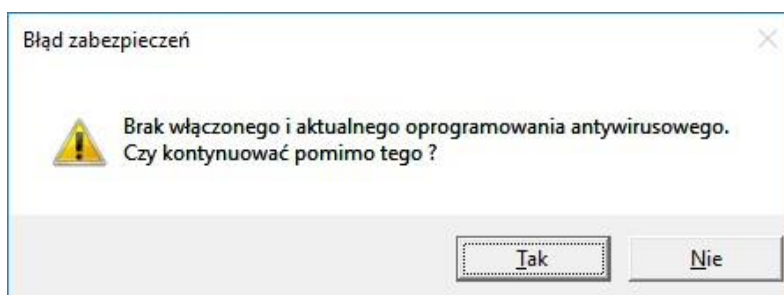 Błąd zabezpieczeń
Brak włączonego i aktualnego oprogramowania antywirusowego.
Czy kontynuować pomimo tego ?
Tak
Nie